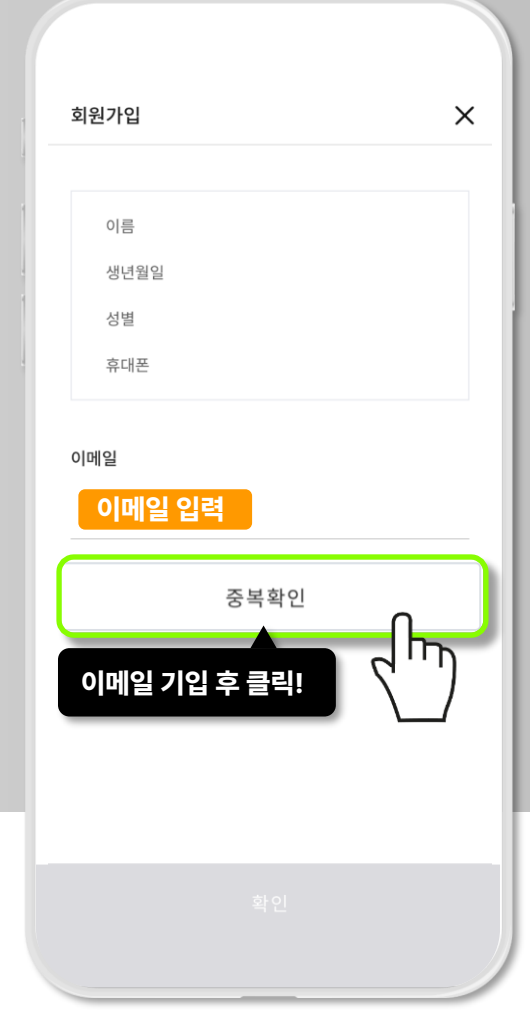 회원가입
이름
생년월일
성별
휴대폰
이메일
이메일 입력
중복확인
이메일 기입 후 클릭!
확인